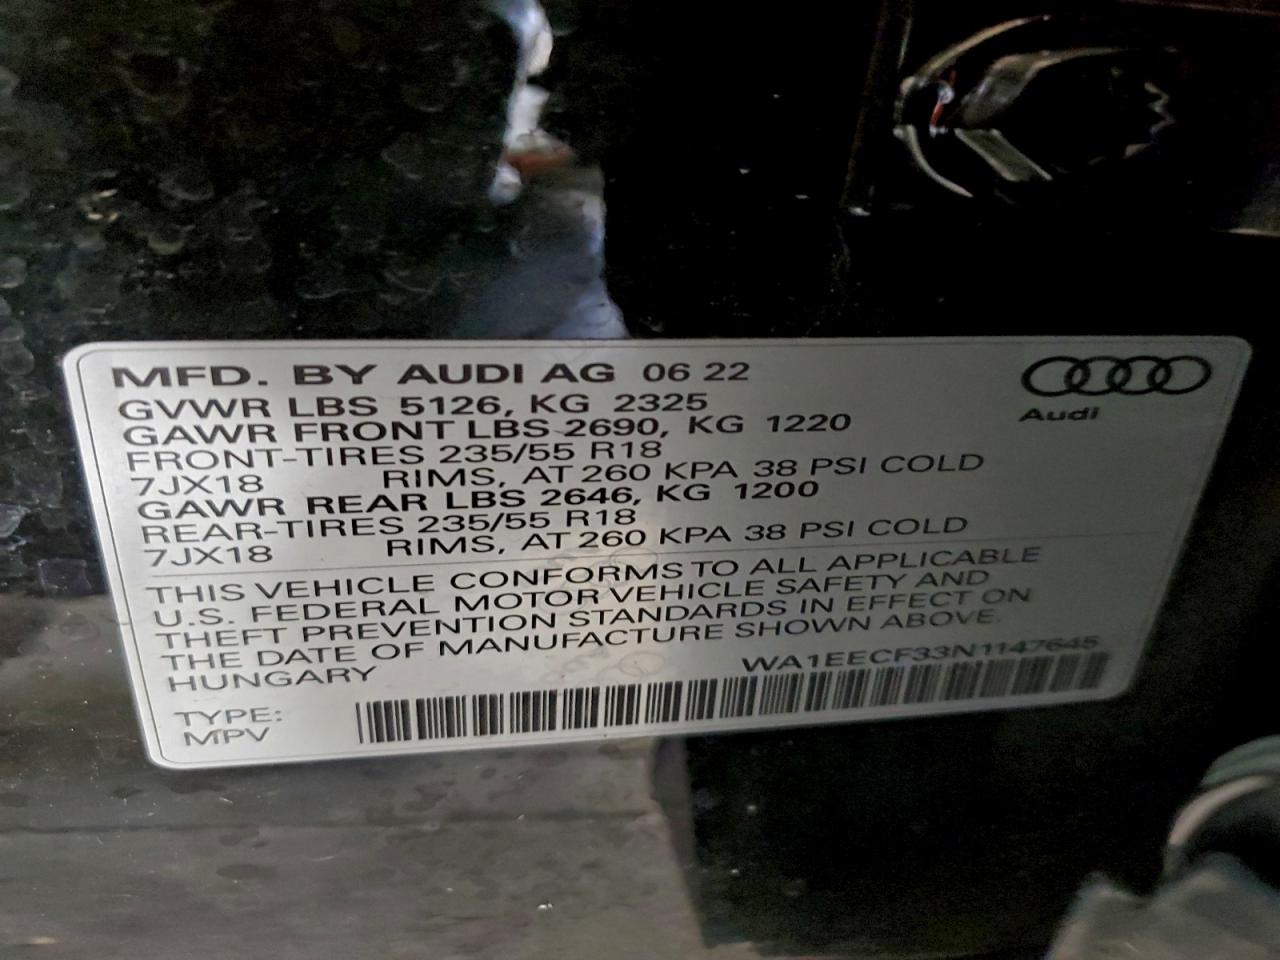 MFD. BY AUDI AG 06 22
Audi
GVWR LBS 5126, KG 2325
GAWR FRONT LBS 2690, KG 1220
FRONT-TIRES 235/55 R18
7JX18 RIMS, AT 260 KPA 38 PSI COLD
GAWR REAR LBS 2646, KG 1200
REAR-TIRES 235/55 R18
7JX18 RIMS, AT 260 KPA 38 PSI COLD
THIS VEHICLE CONFORMS TO ALL APPLICABLE
U.S. FEDERAL MOTOR VEHICLE SAFETY AND
THEFT PREVENTION STANDARDS IN EFFECT ON
THE DATE OF MANUFACTURE SHOWN ABOVE.
HUNGARY
WA1EECF33N1147645
TYPE:
MPV